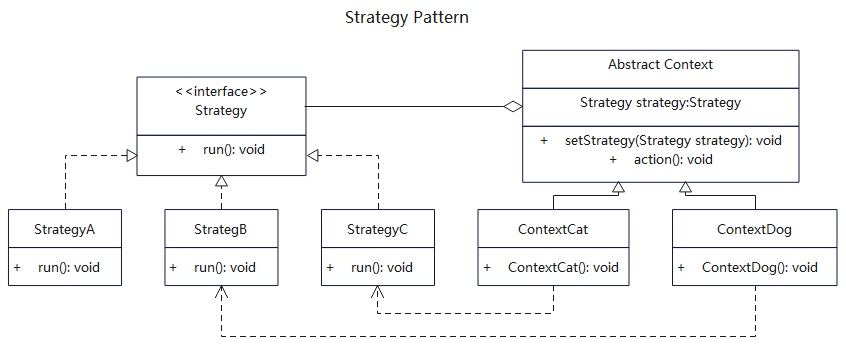 Strategy Pattern
<<interface>>
Strategy
+ run(): void
Abstract Context
Strategy strategy:Strategy
+ setStrategy(Strategy strategy): void
+ action(): void
StrategyA
+ run(): void
StrategB
+ run(): void
StrategyC
+ run(): void
ContextCat
+ ContextCat(): void
ContextDog
+ ContextDog(): void